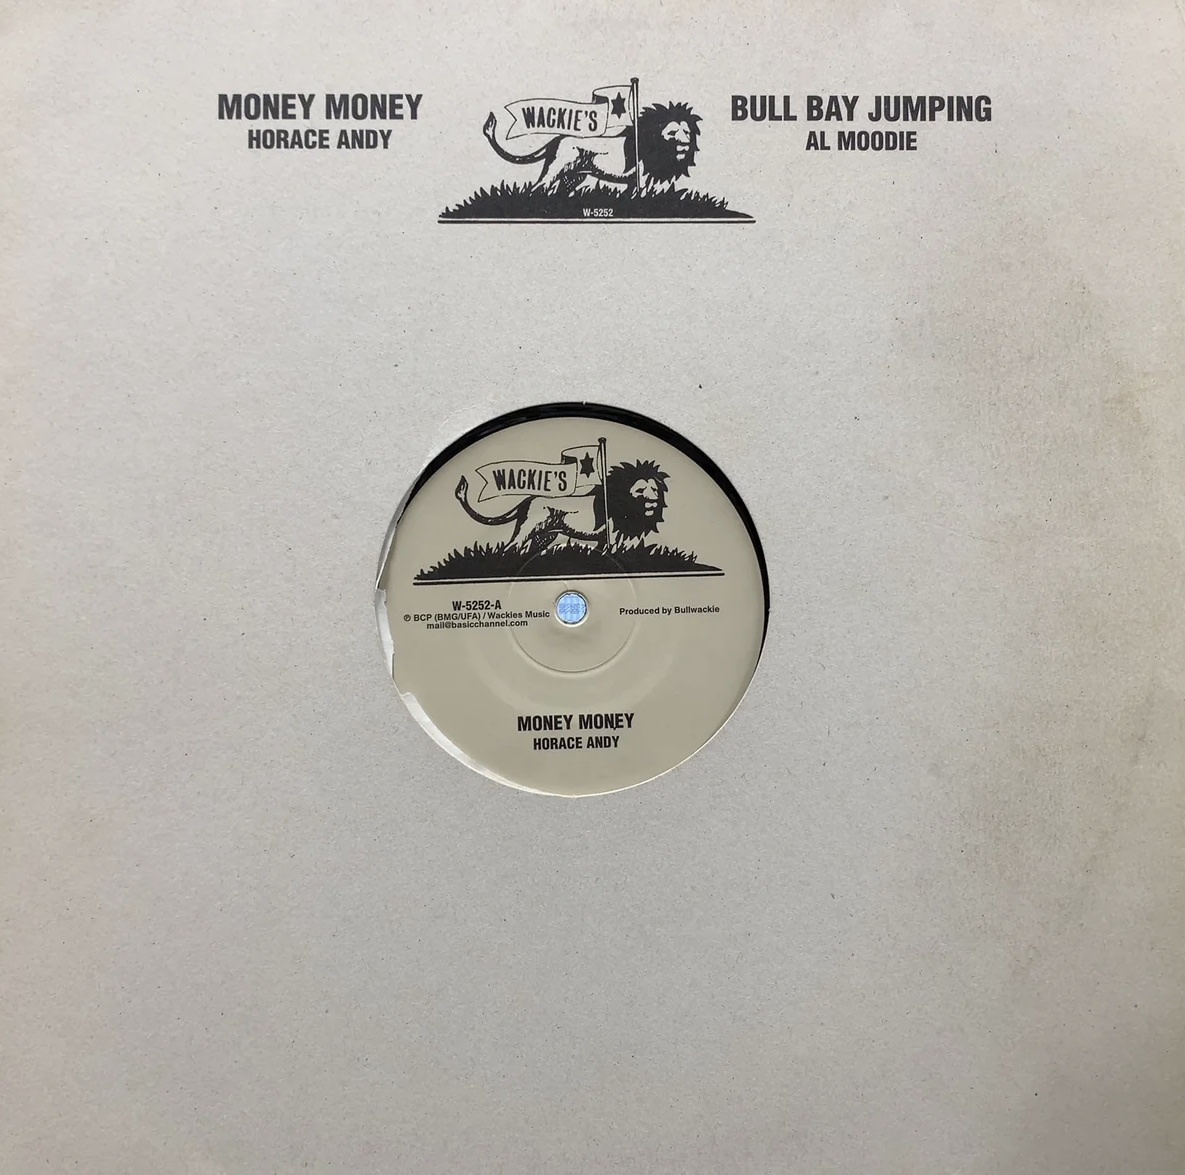 MONEY MONEY
HORACE ANDY
WACKIE'S
W-5252
BULL BAY JUMPING
AL MOODIE
WACKIE'S
W-5252-A
℗ BCP (BMG/UFA) / Wackies Music
mail@basicchannel.com
Produced by Bullwackie
MONEY MONEY
HORACE ANDY